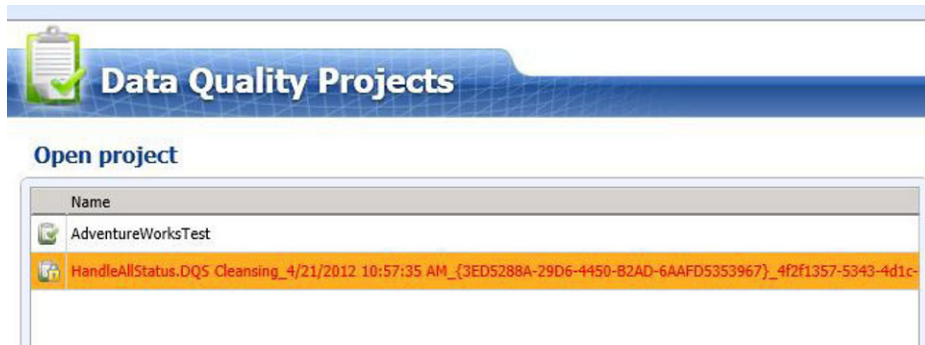 Data Quality Projects
Open project
Name
AdventureWorksTest
HandleAllStatus.DQS Cleansing_4/21/2012 10:57:35 AM_{3ED5288A-29D6-4450-B2AD-6AAFD5353967}_4f2f1357-5343-4d1c-